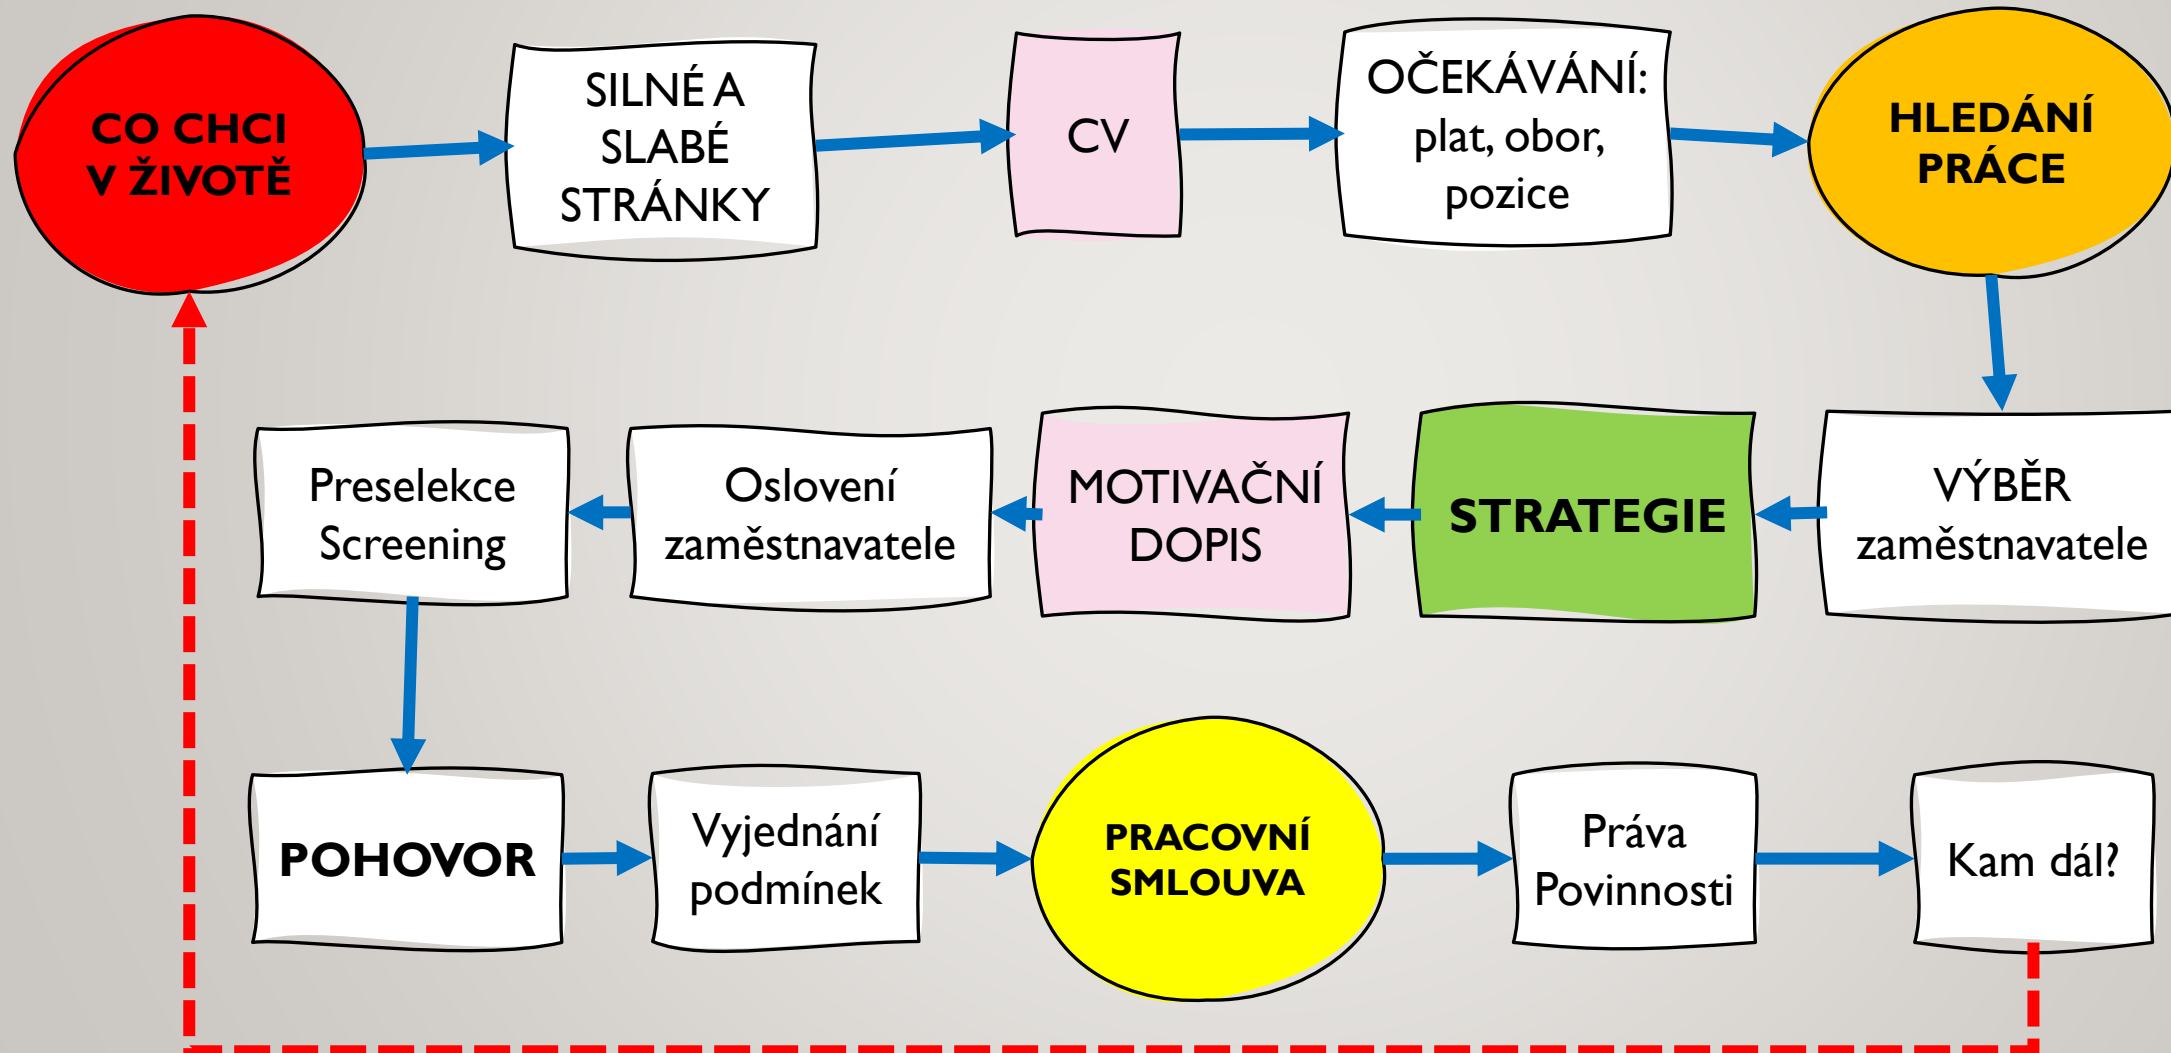 CO CHCI
V ŽIVOTĚ
SILNÉ A
SLABÉ
STRÁNKY
CV
OČEKÁVÁNÍ:
plat, obor,
pozice
HLEDÁNÍ
PRÁCE
VÝBĚR
zaměstnavatele
STRATEGIE
MOTIVAČNÍ
DOPIS
Oslovení
zaměstnavatele
Preselekce
Screening
POHOVOR
Vyjednání
podmínek
PRACOVNÍ
SMLOUVA
Práva
Povinnosti
Kam dál?